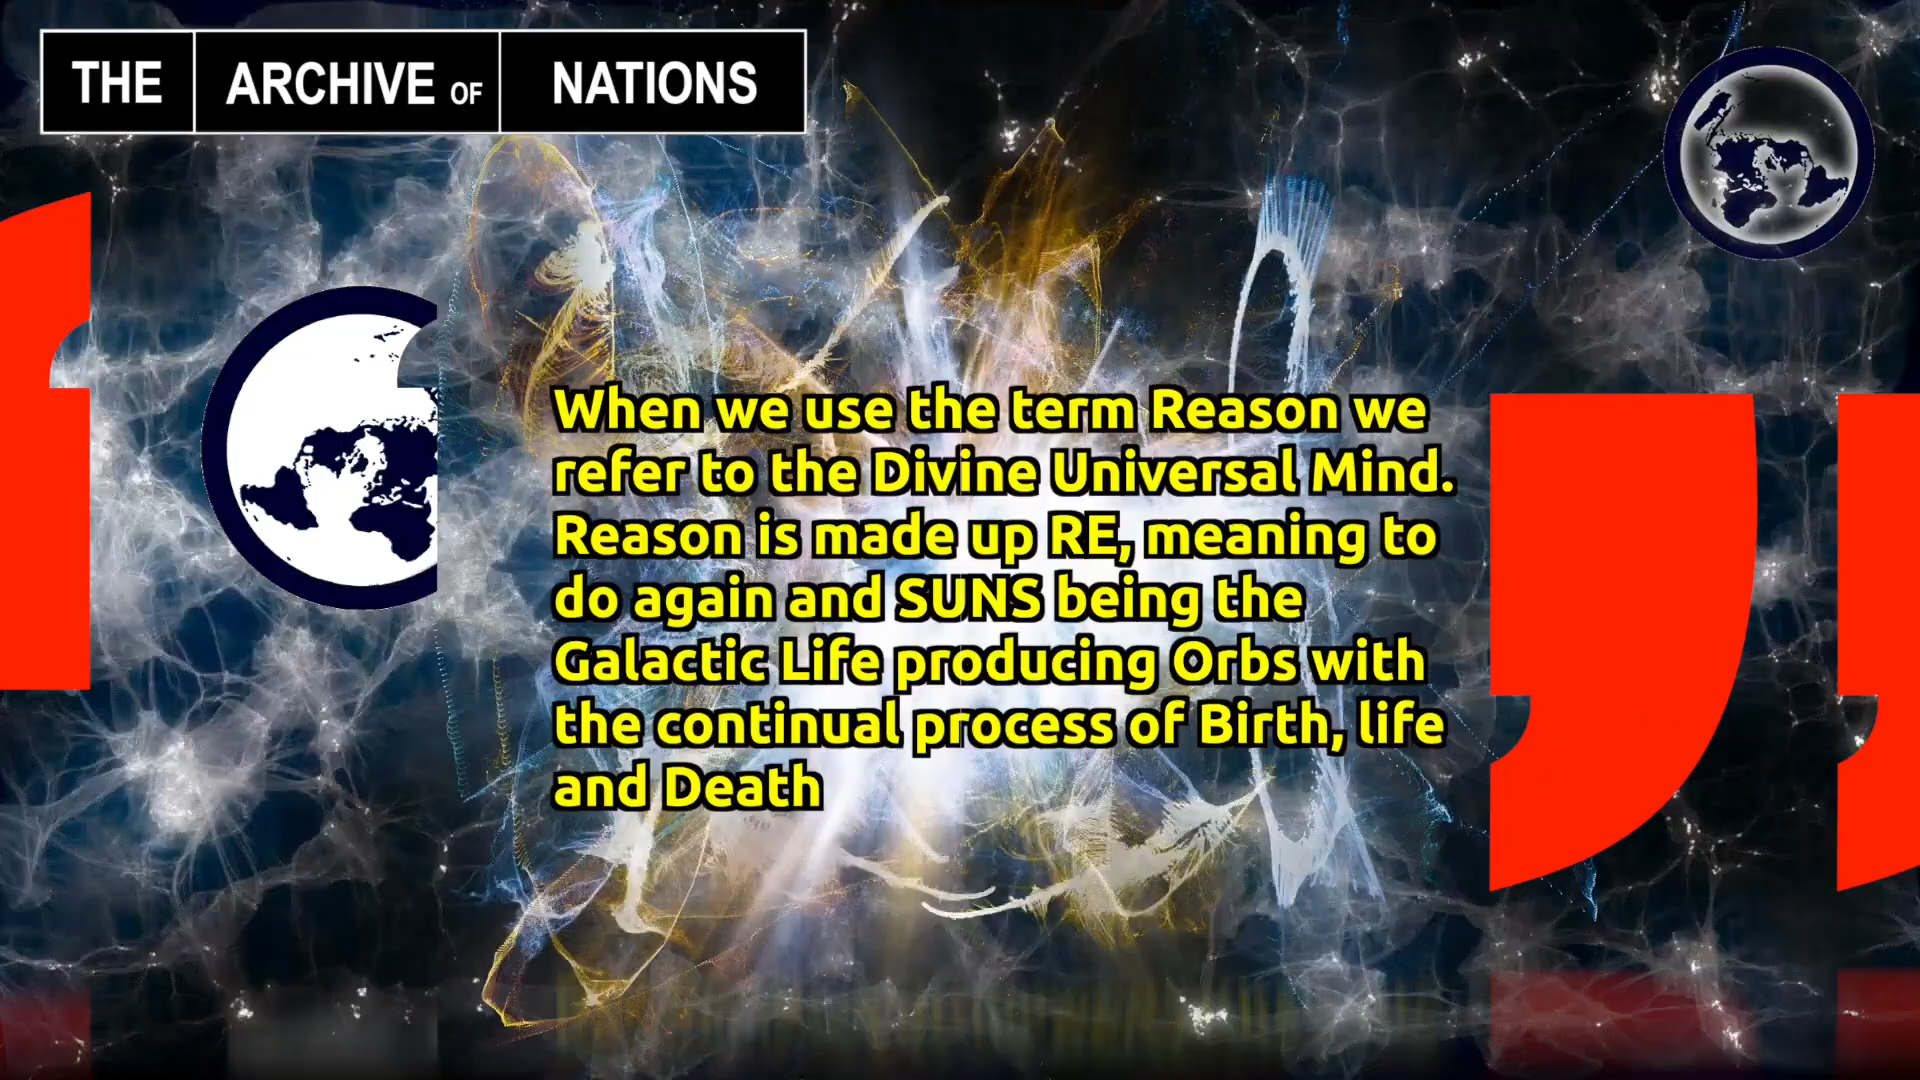 THE ARCHIVE OF NATIONS
When we use the term Reason we
refer to the Divine Universal Mind.
Reason is made up RE, meaning to
do again and SUNS being the
Galactic Life producing Orbs with
the continual process of Birth, life
and Death